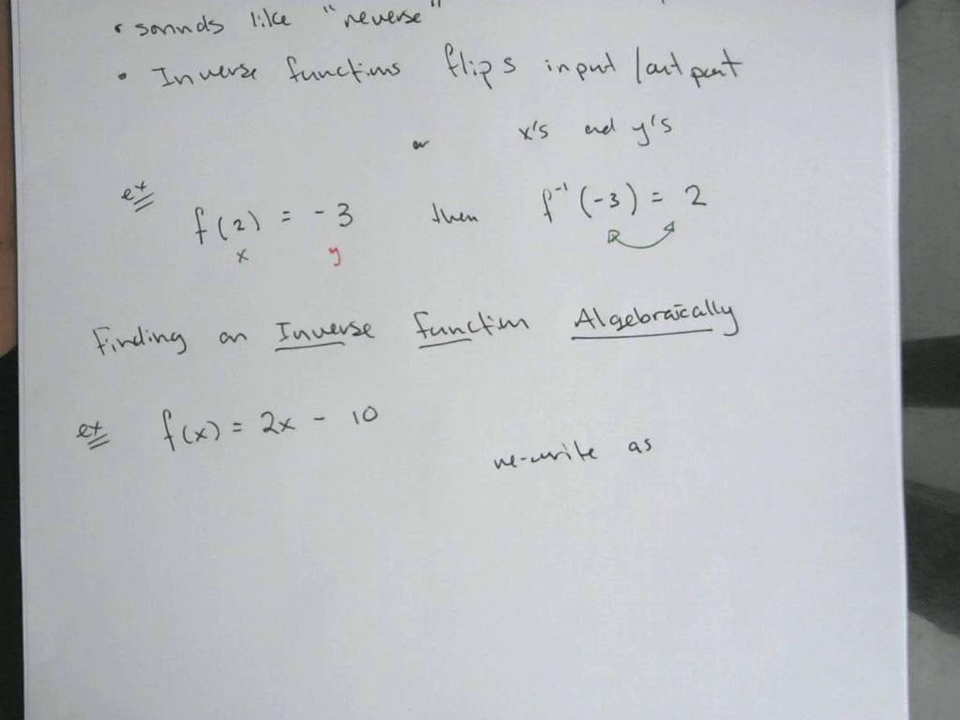 • sounds like "reverse"
• Inverse functions flips input/output
or x's and y's
ex f(2) = -3 then f⁻¹(-3) = 2
x y
Finding an Inverse Function Algebraically
ex f(x) = 2x - 10
re-write as